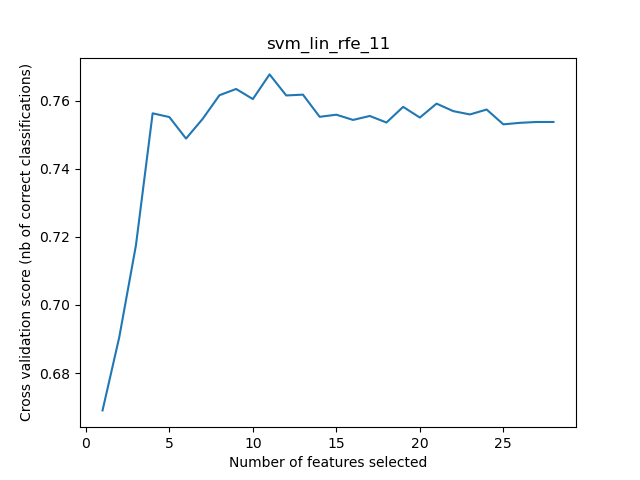 svm_lin_rfe_11
Cross validation score (nb of correct classifications)
0.76
0.74
0.72
0.70
0.68
0 5 10 15 20 25
Number of features selected